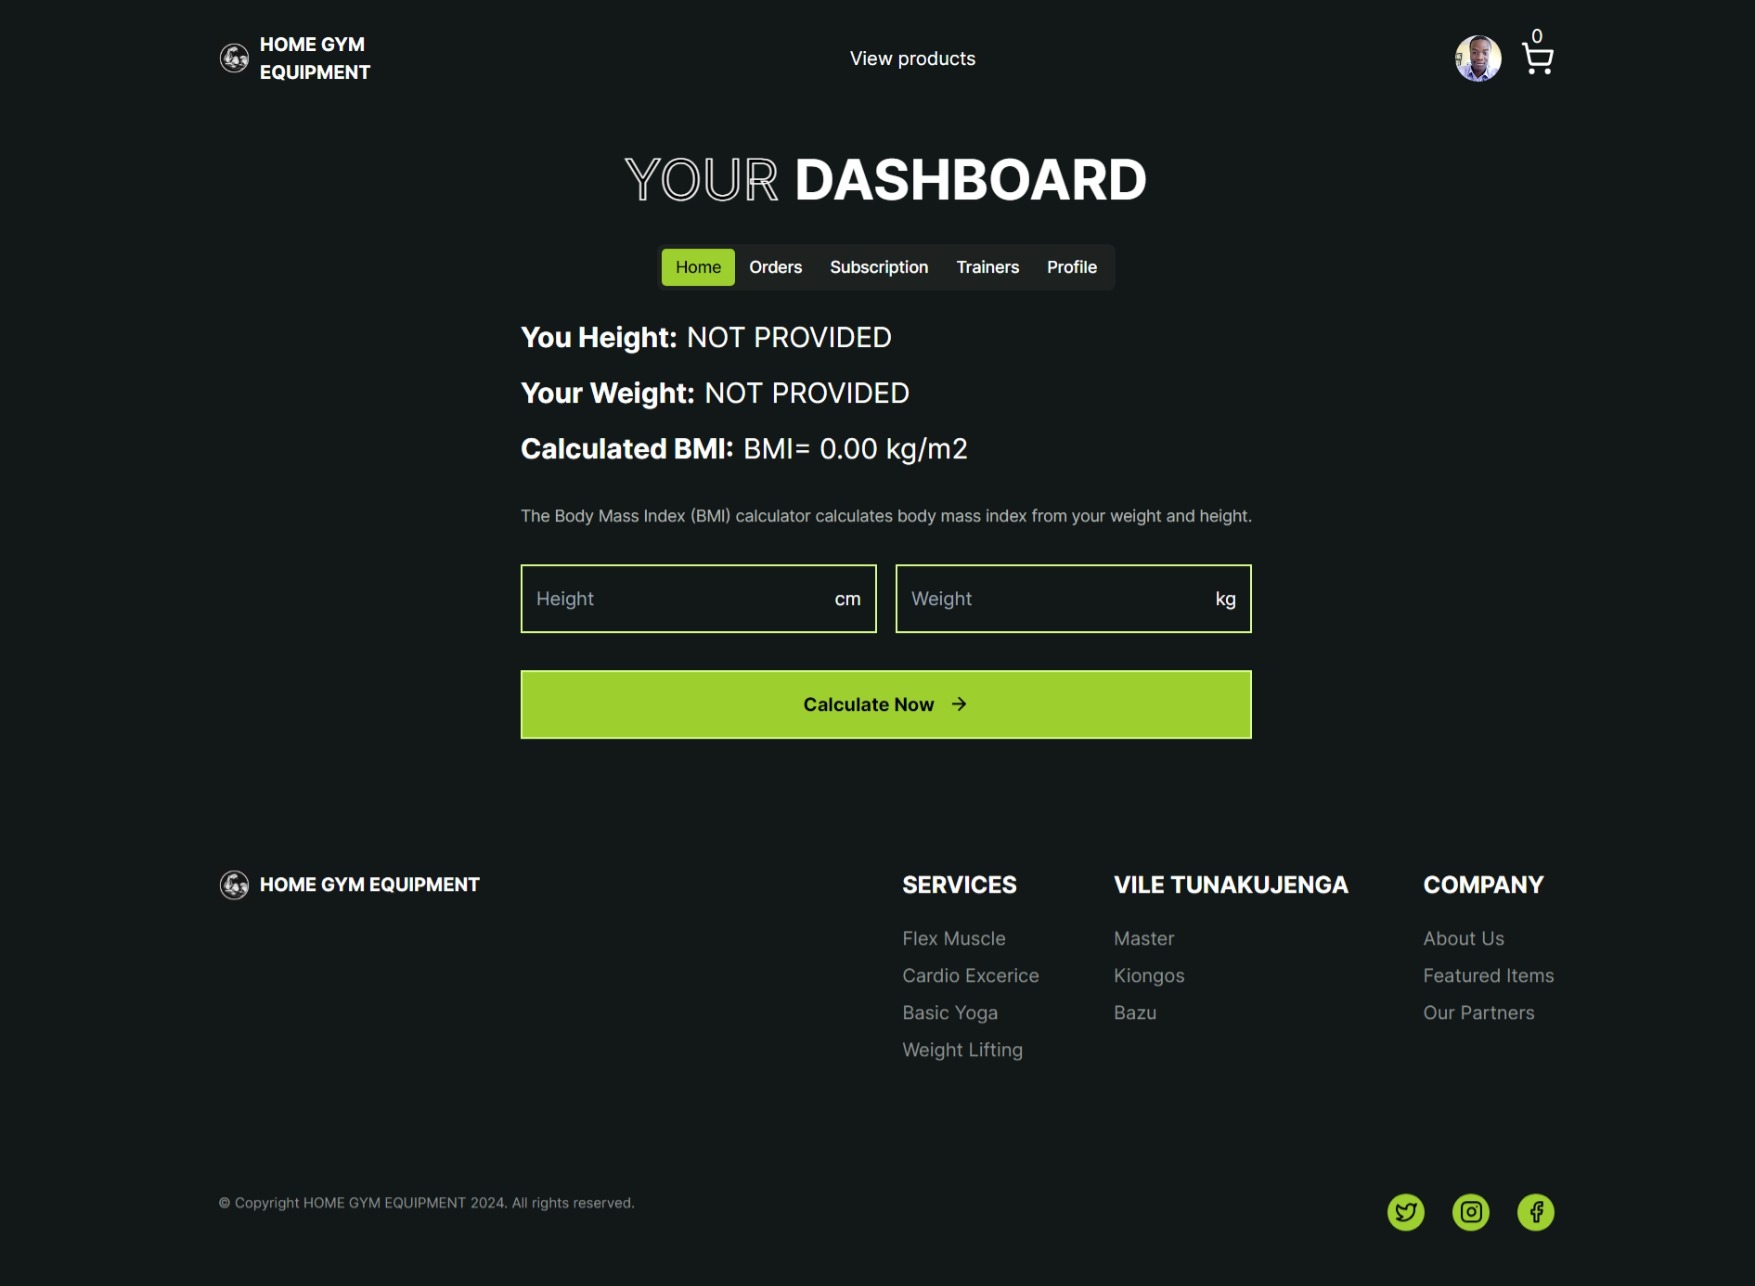 HOME GYM
EQUIPMENT
View products
0
YOUR DASHBOARD
Home Orders Subscription Trainers Profile
You Height: NOT PROVIDED
Your Weight: NOT PROVIDED
Calculated BMI: BMI= 0.00 kg/m2
The Body Mass Index (BMI) calculator calculates body mass index from your weight and height.
Height cm
Weight kg
Calculate Now →
HOME GYM EQUIPMENT
SERVICES
Flex Muscle
Cardio Excerice
Basic Yoga
Weight Lifting
VILE TUNAKUJENGA
Master
Kiongos
Bazu
COMPANY
About Us
Featured Items
Our Partners
© Copyright HOME GYM EQUIPMENT 2024. All rights reserved.